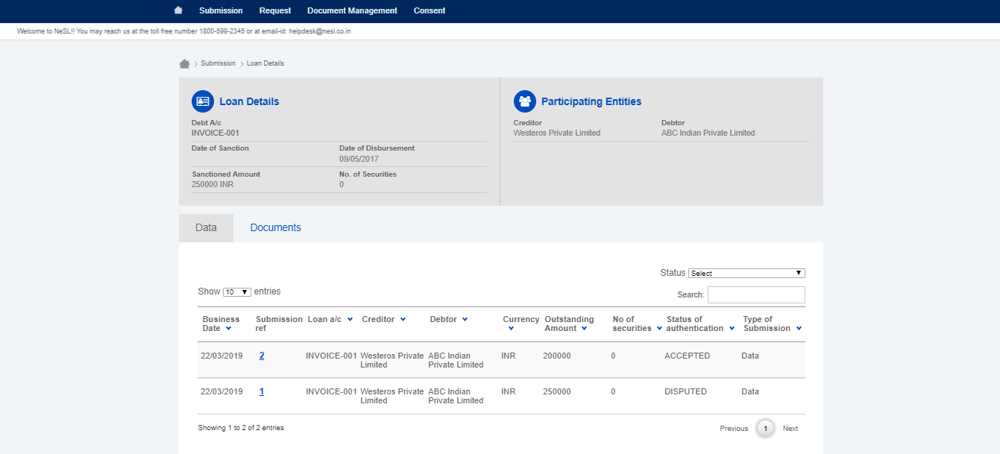 Submission Request Document Management Consent
Welcome to NeSL!! You may reach us at the toll free number 1800-599-2345 or at email-id: helpdesk@nesl.co.in
Submission > Loan Details
Loan Details
Debt A/c
INVOICE-001
Date of Sanction Date of Disbursement
09/05/2017
Sanctioned Amount No. of Securities
250000 INR 0
Participating Entities
Creditor Debtor
Westeros Private Limited ABC Indian Private Limited
Data Documents
Status Select
Show 10 entries
Search:
Business Submission Loan a/c Creditor Debtor Currency Outstanding No of Status of Type of
Date ref Amount securities authentication Submission
22/03/2019 2 INVOICE-001 Westeros Private ABC Indian INR 200000 0 ACCEPTED Data
Limited Private Limited
22/03/2019 1 INVOICE-001 Westeros Private ABC Indian INR 250000 0 DISPUTED Data
Limited Private Limited
Showing 1 to 2 of 2 entries Previous 1 Next